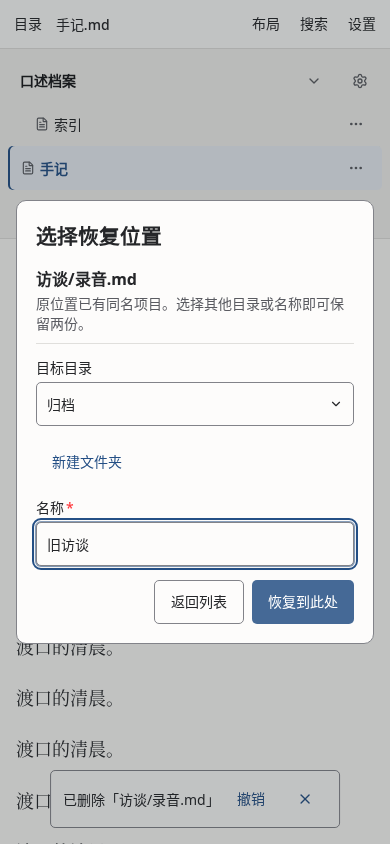 目录 手记.md 布局 搜索 设置
口述档案
索引
手记
选择恢复位置
访谈/录音.md
原位置已有同名项目。选择其他目录或名称即可保
留两份。
目标目录
归档
新建文件夹
名称*
旧访谈
返回列表 恢复到此处
渡口的清晨。
渡口的清晨。
渡口的清晨。
渡口
已删除「访谈/录音.md」 撤销